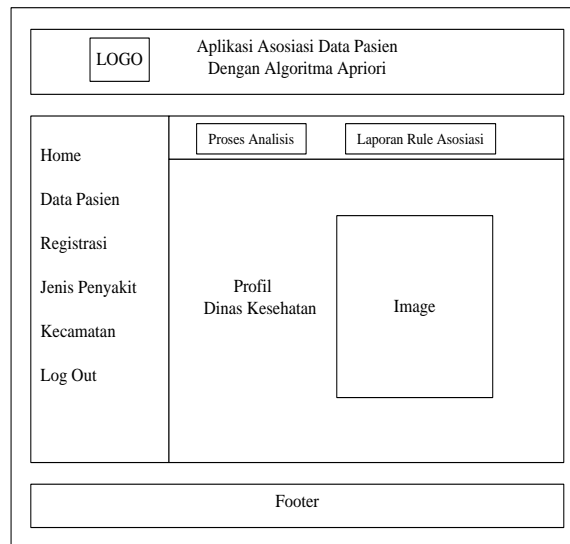 LOGO
Aplikasi Asosiasi Data Pasien
Dengan Algoritma Apriori
Proses Analisis
Laporan Rule Asosiasi
Home
Data Pasien
Registrasi
Jenis Penyakit
Kecamatan
Log Out
Profil
Dinas Kesehatan
Image
Footer